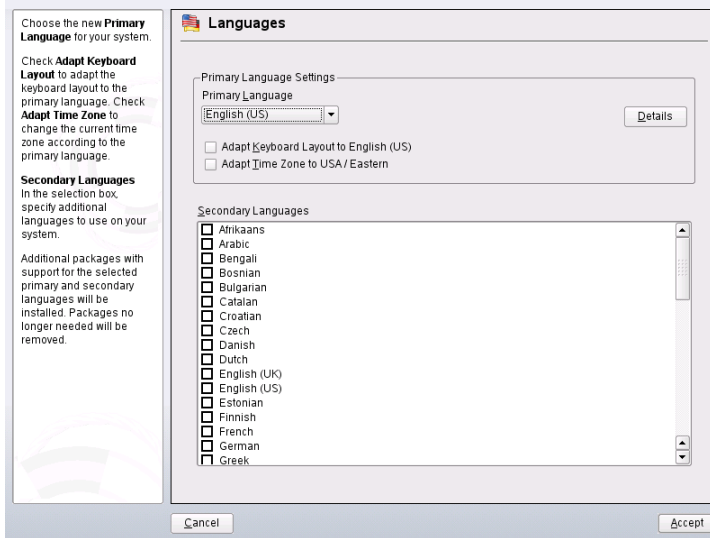 Choose the new Primary
Language for your system.
Check Adapt Keyboard
Layout to adapt the
keyboard layout to the
primary language. Check
Adapt Time Zone to
change the current time
zone according to the
primary language.
Secondary Languages
In the selection box,
specify additional
languages to use on your
system.
Additional packages with
support for the selected
primary and secondary
languages will be
installed. Packages no
longer needed will be
removed.
Languages
Primary Language Settings
Primary Language
English (US)
Details
Adapt Keyboard Layout to English (US)
Adapt Time Zone to USA / Eastern
Secondary Languages
Afrikaans
Arabic
Bengali
Bosnian
Bulgarian
Catalan
Croatian
Czech
Danish
Dutch
English (UK)
English (US)
Estonian
Finnish
French
German
Greek
Cancel
Accept